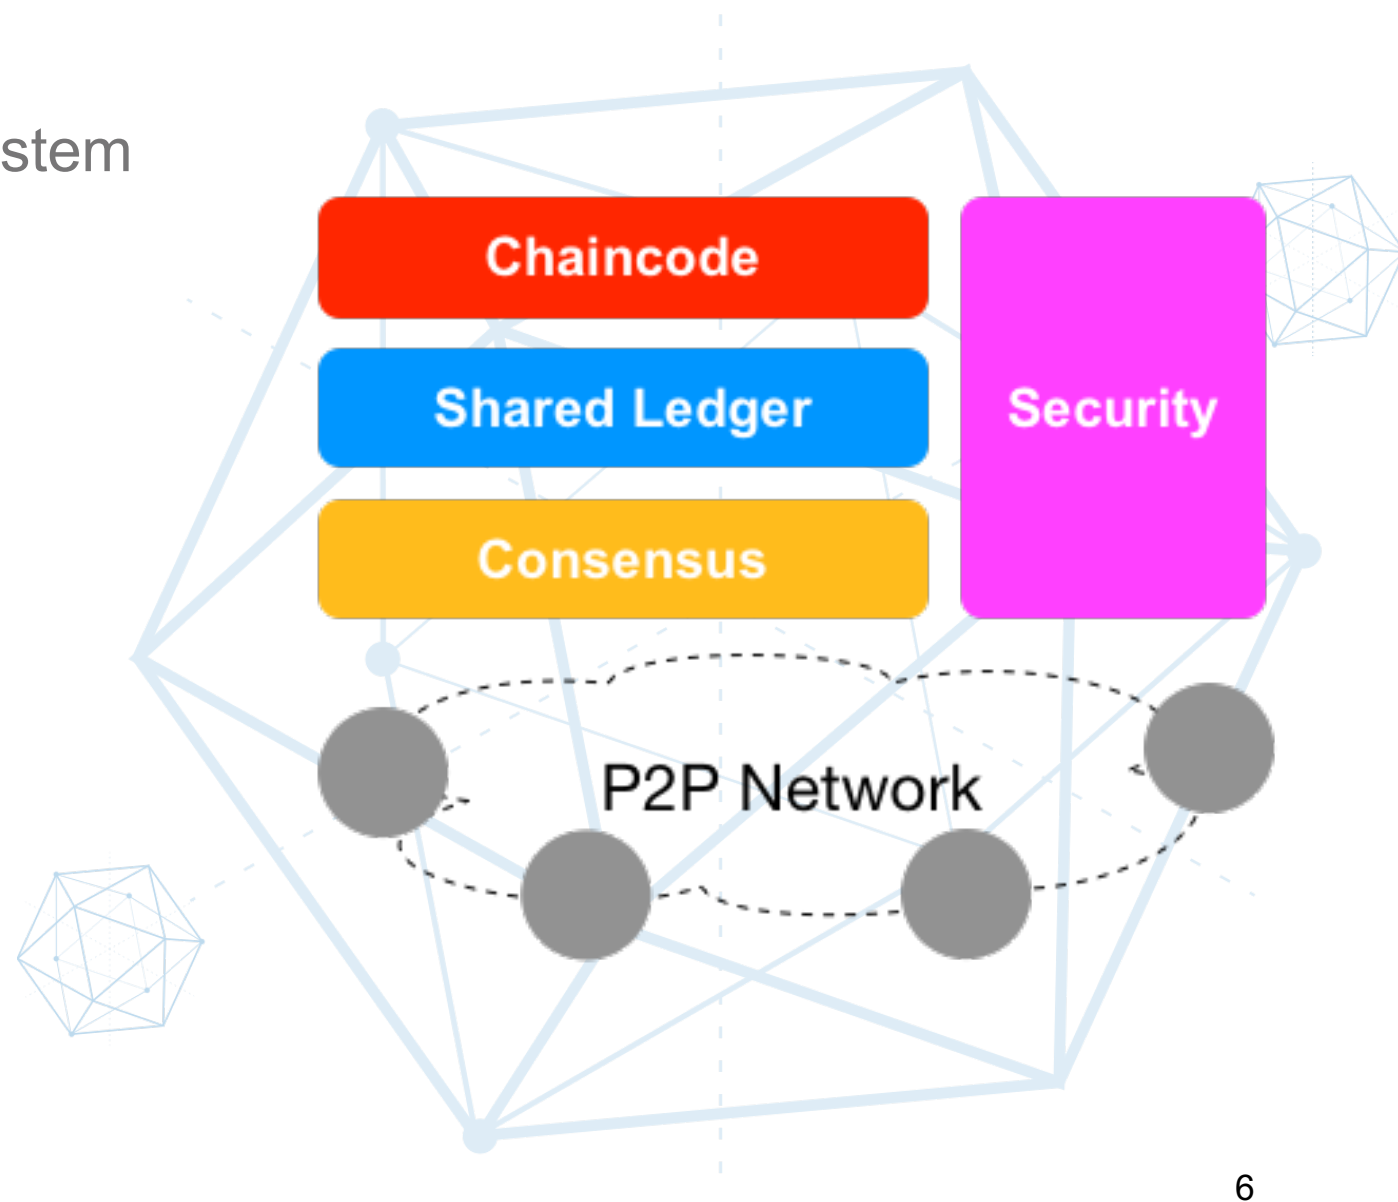 stem
Chaincode
Shared Ledger
Security
Consensus
P2P Network
6